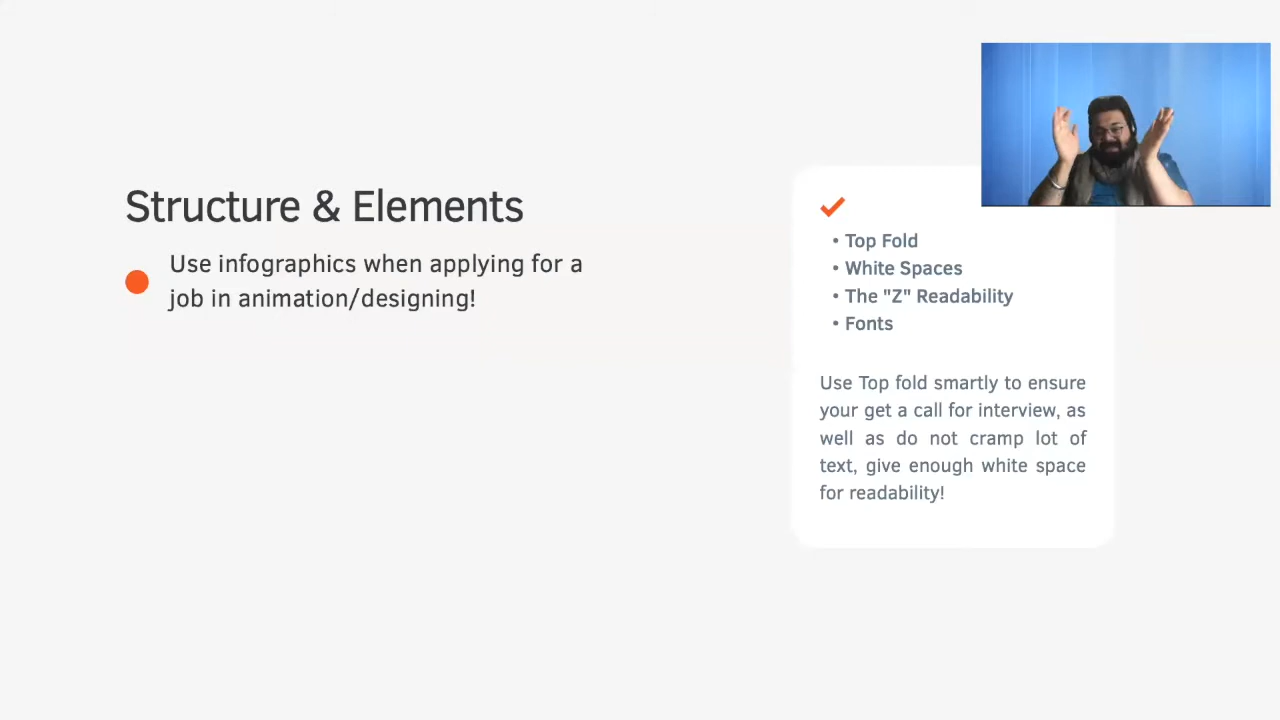 Structure & Elements
Use infographics when applying for a
job in animation/designing!
• Top Fold
• White Spaces
• The "Z" Readability
• Fonts
Use Top fold smartly to ensure
your get a call for interview, as
well as do not cramp lot of
text, give enough white space
for readability!